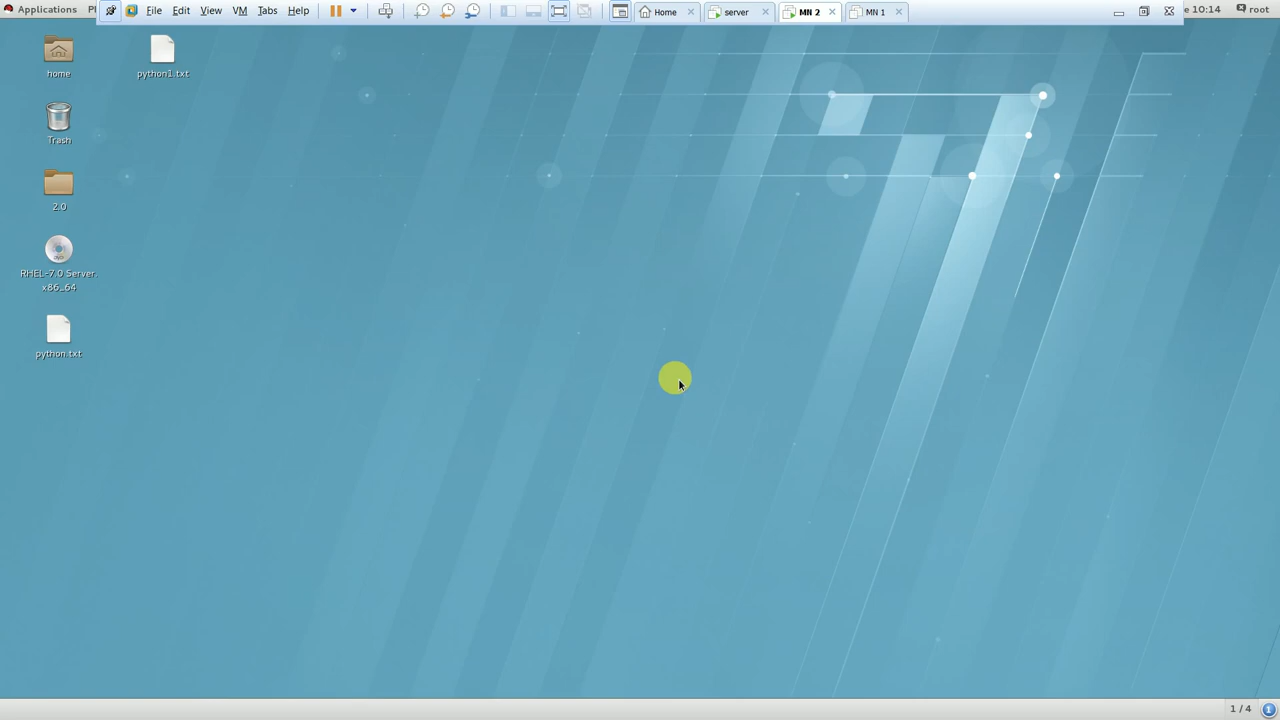 Applications Pl File Edit View VM Tabs Help Home server MN 2 MN 1 e 10:14 root
home
python1.txt
Trash
2.0
RHEL-7.0 Server.
x86_64
python.txt
1 / 4